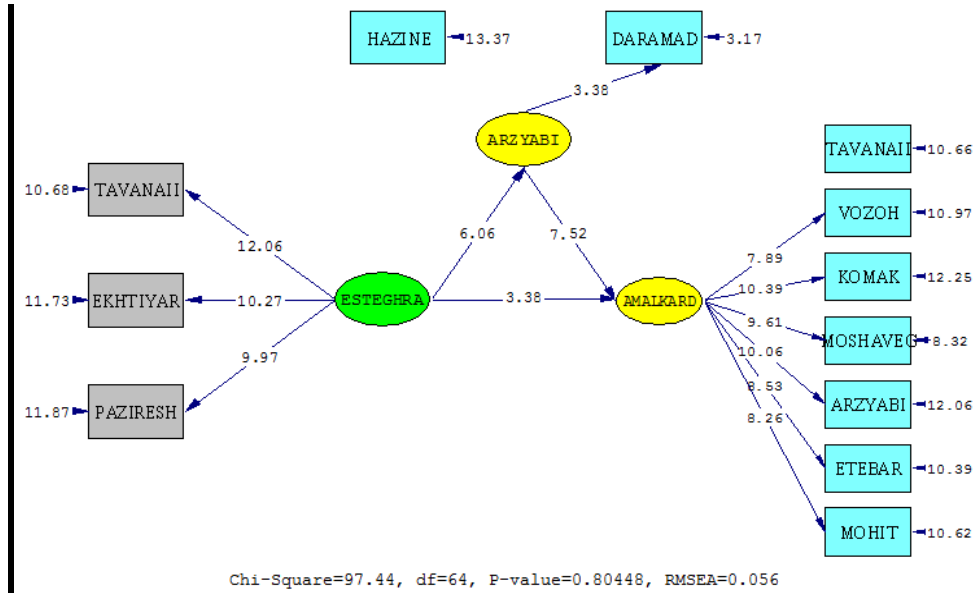 HAZINE
13.37
DARAMAD
3.17
3.38
ARZYABI
TAVANAII
10.66
10.68
TAVANAII
VOZOH
10.97
12.06
6.06
7.52
7.89
KOMAK
12.25
11.73
EKHTIYAR
10.27
ESTEGHRA
3.38
AMALKARD
10.39
9.61
MOSHAVEG
8.32
9.97
10.06
8.53
ARZYABI
12.06
11.87
PAZIRESH
8.26
ETEBAR
10.39
MOHIT
10.62
Chi-Square=97.44, df=64, P-value=0.80448, RMSEA=0.056